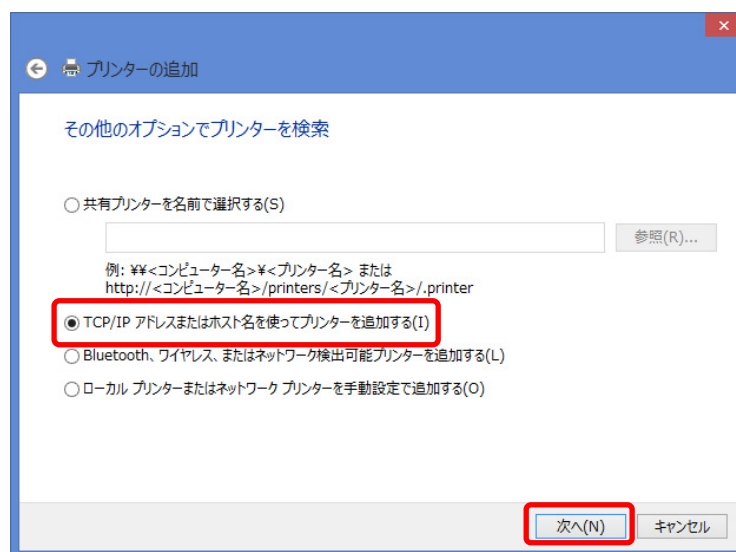 プリンターの追加
その他のオプションでプリンターを検索
共有プリンターを名前で選択する(S)
参照(R)...
例: ¥¥<コンピューター名>¥<プリンター名> または
http://<コンピューター名>/printers/<プリンター名>/.printer
TCP/IP アドレスまたはホスト名を使ってプリンターを追加する(I)
Bluetooth、ワイヤレス、またはネットワーク検出可能プリンターを追加する(L)
ローカル プリンターまたはネットワーク プリンターを手動設定で追加する(O)
次へ(N) キャンセル